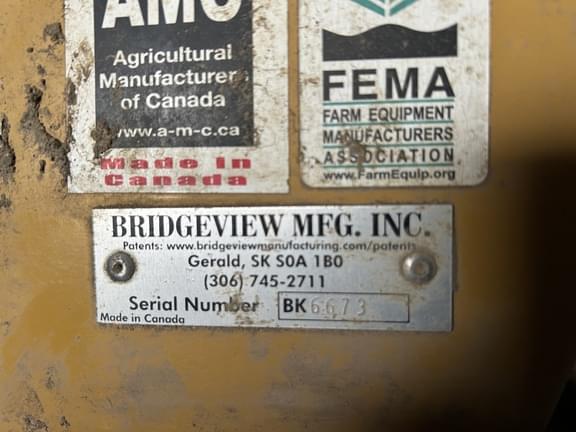 AMC
Agricultural
Manufacturers
of Canada
www.a-m-c.ca
Made in
Canada
FEMA
FARM EQUIPMENT
MANUFACTURERS
ASSOCIATION
www.FarmEquip.org
BRIDGEVIEW MFG. INC.
Patents: www.bridgeviewmanufacturing.com/patents
Gerald, SK S0A 1B0
(306) 745-2711
Serial Number BK6673
Made in Canada